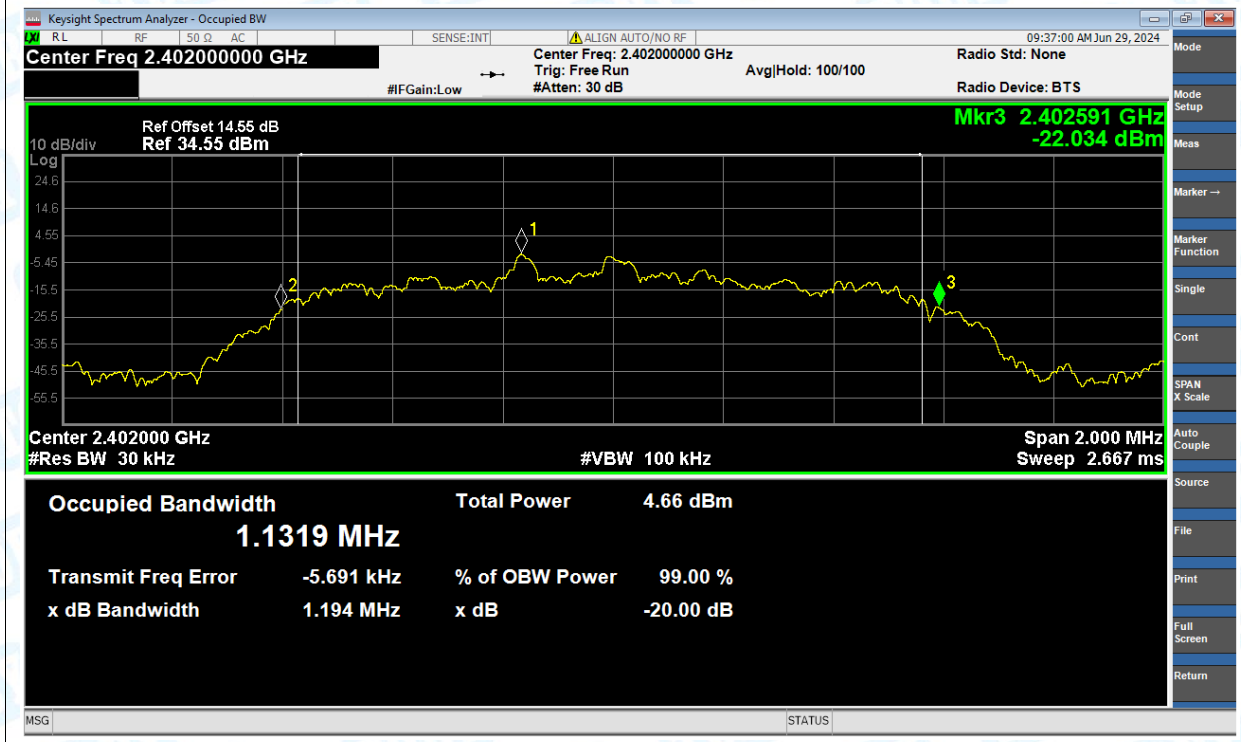 Keysight Spectrum Analyzer - Occupied BW
LXI RL RF 50 Ω AC SENSE:INT ALIGN AUTO/NO RF 09:37:00 AM Jun 29, 2024
Center Freq 2.402000000 GHz
Center Freq: 2.402000000 GHz
Radio Std: None
Trig: Free Run
Avg|Hold: 100/100
#IFGain:Low
#Atten: 30 dB
Radio Device: BTS
Ref Offset 14.55 dB
Mkr3 2.402591 GHz
10 dB/div
Ref 34.55 dBm
-22.034 dBm
Log
24.6
14.6
4.55
-5.45
-15.5
-25.5
-35.5
-45.5
-55.5
1
2
3
Center 2.402000 GHz
Span 2.000 MHz
#Res BW 30 kHz
#VBW 100 kHz
Sweep 2.667 ms
Occupied Bandwidth
Total Power 4.66 dBm
1.1319 MHz
Transmit Freq Error -5.691 kHz
% of OBW Power 99.00 %
x dB Bandwidth 1.194 MHz
x dB -20.00 dB
MSG
STATUS
Mode
Mode
Setup
Meas
Marker →
Marker
Function
Single
Cont
SPAN
X Scale
Auto
Couple
Source
File
Print
Full
Screen
Return